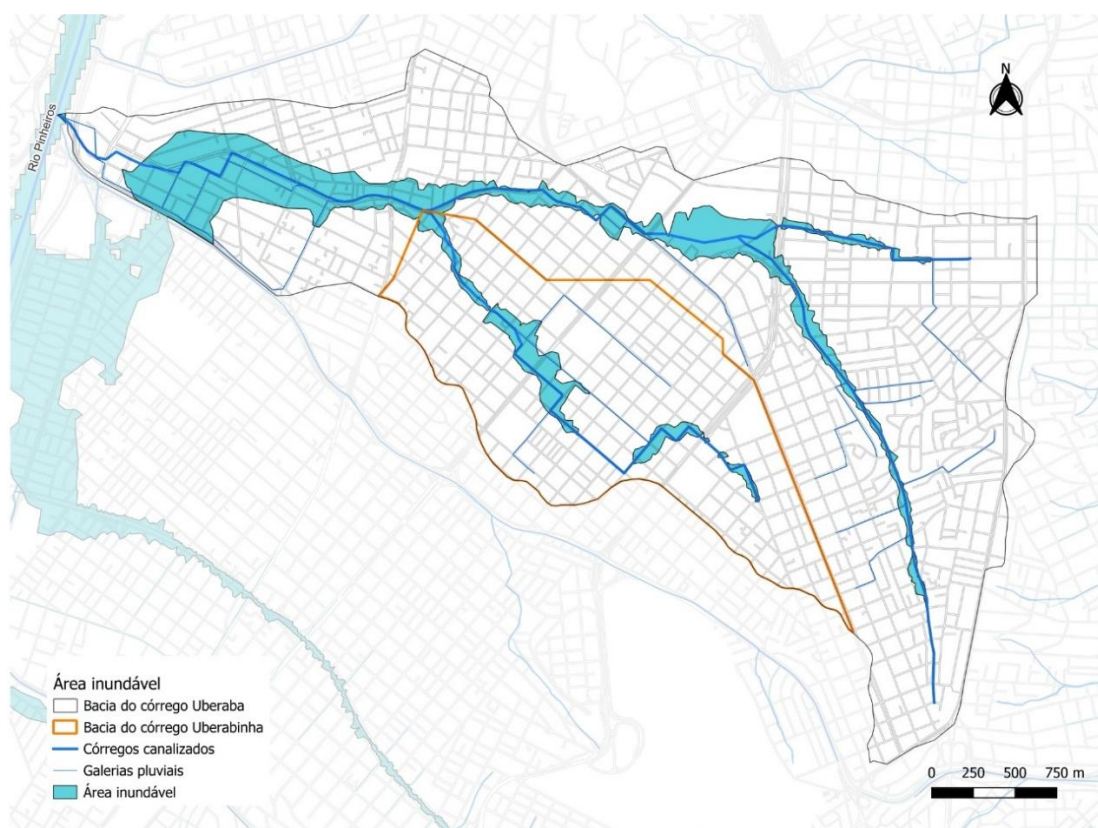 N
Rio Pinheiros
Área inundável
Bacia do córrego Uberaba
Bacia do córrego Uberabinha
Córregos canalizados
Galerias pluviais
Área inundável
0 250 500 750 m